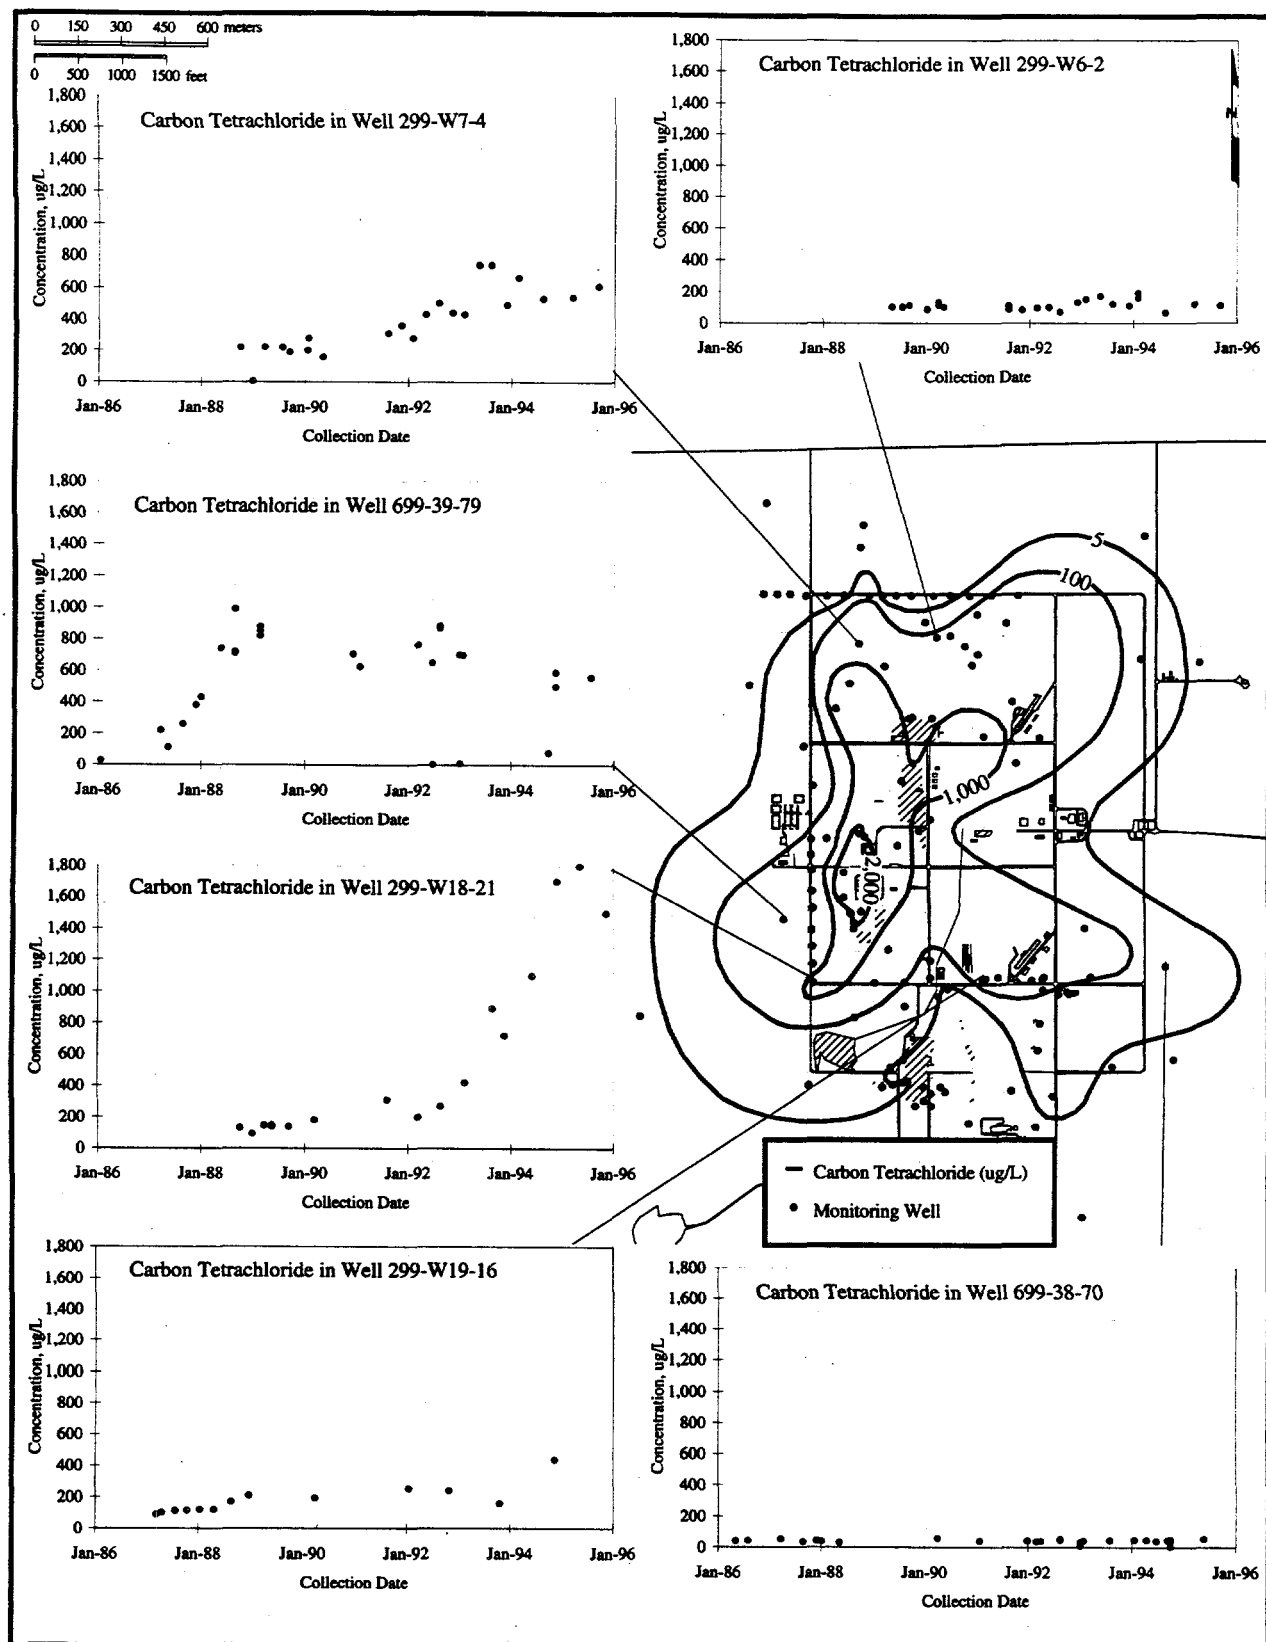 0 150 300 450 600 meters
0 500 1000 1500 feet
Carbon Tetrachloride in Well 299-W7-4
Concentration, ug/L
1,800
1,600
1,400
1,200
1,000
800
600
400
200
0
Jan-86 Jan-88 Jan-90 Jan-92 Jan-94 Jan-96
Collection Date
Carbon Tetrachloride in Well 299-W6-2
Concentration, ug/L
1,800
1,600
1,400
1,200
1,000
800
600
400
200
0
Jan-86 Jan-88 Jan-90 Jan-92 Jan-94 Jan-96
Collection Date
N
Carbon Tetrachloride in Well 699-39-79
Concentration, ug/L
1,800
1,600
1,400
1,200
1,000
800
600
400
200
0
Jan-86 Jan-88 Jan-90 Jan-92 Jan-94 Jan-96
Collection Date
5
100
1,000
2,000
Carbon Tetrachloride in Well 299-W18-21
Concentration, ug/L
1,800
1,600
1,400
1,200
1,000
800
600
400
200
0
Jan-86 Jan-88 Jan-90 Jan-92 Jan-94 Jan-96
Collection Date
Carbon Tetrachloride (ug/L)
Monitoring Well
Carbon Tetrachloride in Well 299-W19-16
Concentration, ug/L
1,800
1,600
1,400
1,200
1,000
800
600
400
200
0
Jan-86 Jan-88 Jan-90 Jan-92 Jan-94 Jan-96
Collection Date
Carbon Tetrachloride in Well 699-38-70
Concentration, ug/L
1,800
1,600
1,400
1,200
1,000
800
600
400
200
0
Jan-86 Jan-88 Jan-90 Jan-92 Jan-94 Jan-96
Collection Date